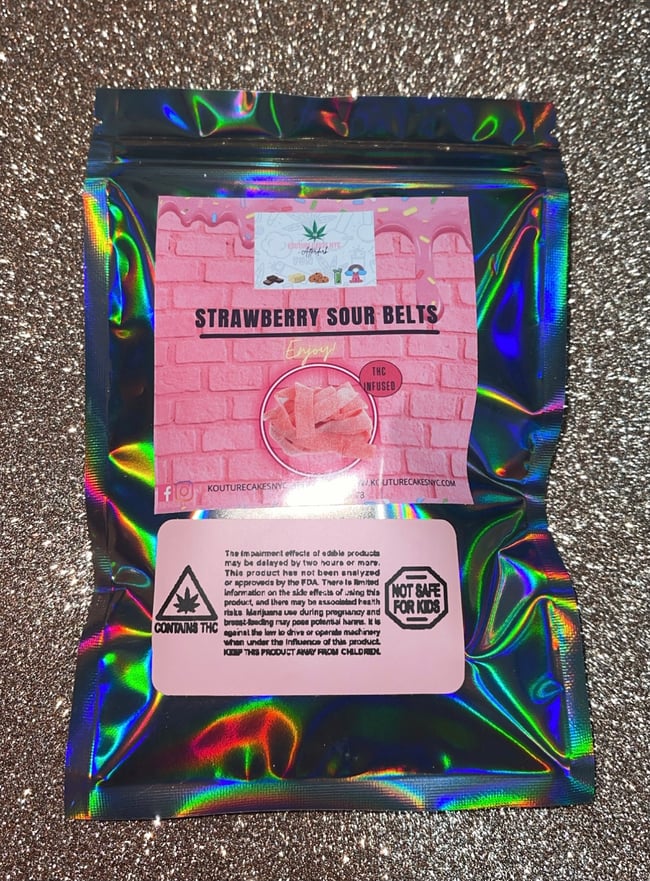 Afterdark
STRAWBERRY SOUR BELTS
Enjoy!
THC
INFUSED
KOUTURECAKESNYC
.KOUTURECAKESNYC.COM
The impairment effects of edible products
may be delayed by two hours or more.
This product has not been analyzed
or approveds by the FDA. There is limited
information on the side effects of using this
product, and there may be associated health
risks. Marijuana use during pregnancy and
breast-feeding may pose potential harms. It is
against the law to drive or operate machinery
when under the influence of this product.
KEEP THIS PRODUCT AWAY FROM CHILDREN.
CONTAINS THC
NOT SAFE
FOR KIDS